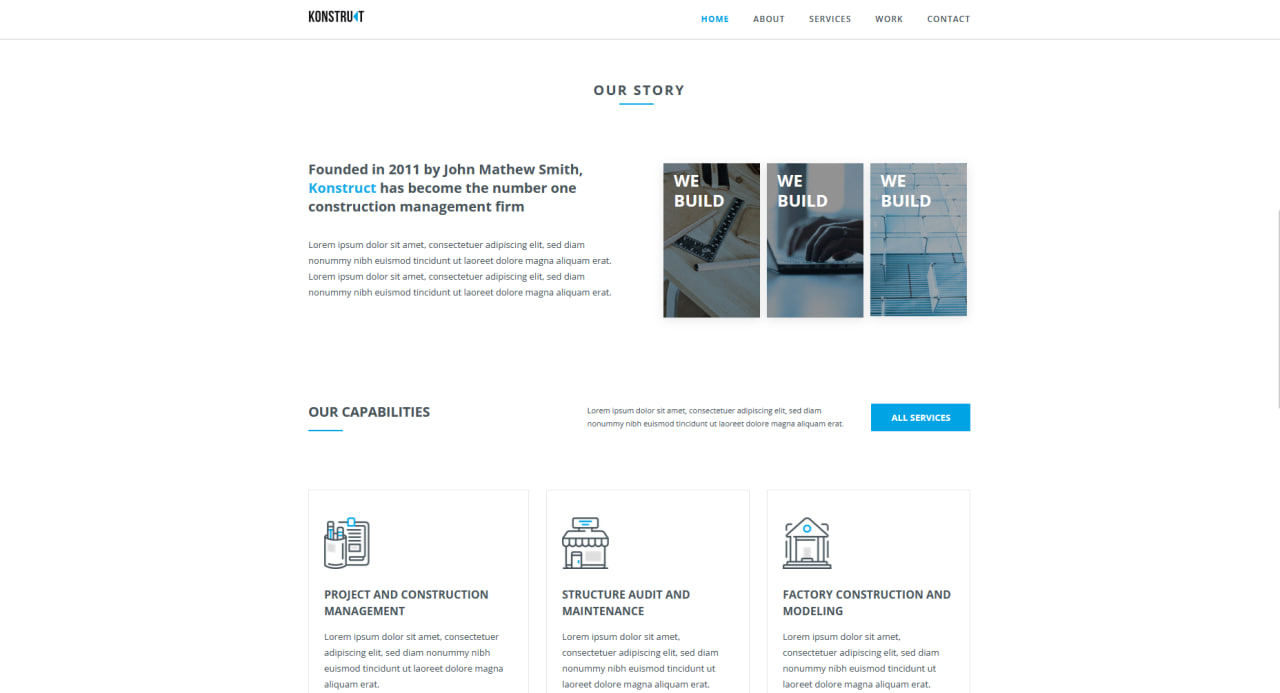 KONSTRUCT
HOME ABOUT SERVICES WORK CONTACT
OUR STORY
Founded in 2011 by John Mathew Smith,
Konstruct has become the number one
construction management firm
Lorem ipsum dolor sit amet, consectetuer adipiscing elit, sed diam
nonummy nibh euismod tincidunt ut laoreet dolore magna aliquam erat.
Lorem ipsum dolor sit amet, consectetuer adipiscing elit, sed diam
nonummy nibh euismod tincidunt ut laoreet dolore magna aliquam erat.
WE
BUILD
WE
BUILD
WE
BUILD
OUR CAPABILITIES
Lorem ipsum dolor sit amet, consectetuer adipiscing elit, sed diam
nonummy nibh euismod tincidunt ut laoreet dolore magna aliquam erat.
ALL SERVICES
PROJECT AND CONSTRUCTION
MANAGEMENT
Lorem ipsum dolor sit amet, consectetuer
adipiscing elit, sed diam nonummy nibh
euismod tincidunt ut laoreet dolore magna
aliquam erat.
STRUCTURE AUDIT AND
MAINTENANCE
Lorem ipsum dolor sit amet,
consectetuer adipiscing elit, sed diam
nonummy nibh euismod tincidunt ut
laoreet dolore magna aliquam erat.
FACTORY CONSTRUCTION AND
MODELING
Lorem ipsum dolor sit amet,
consectetuer adipiscing elit, sed diam
nonummy nibh euismod tincidunt ut
laoreet dolore magna aliquam erat.